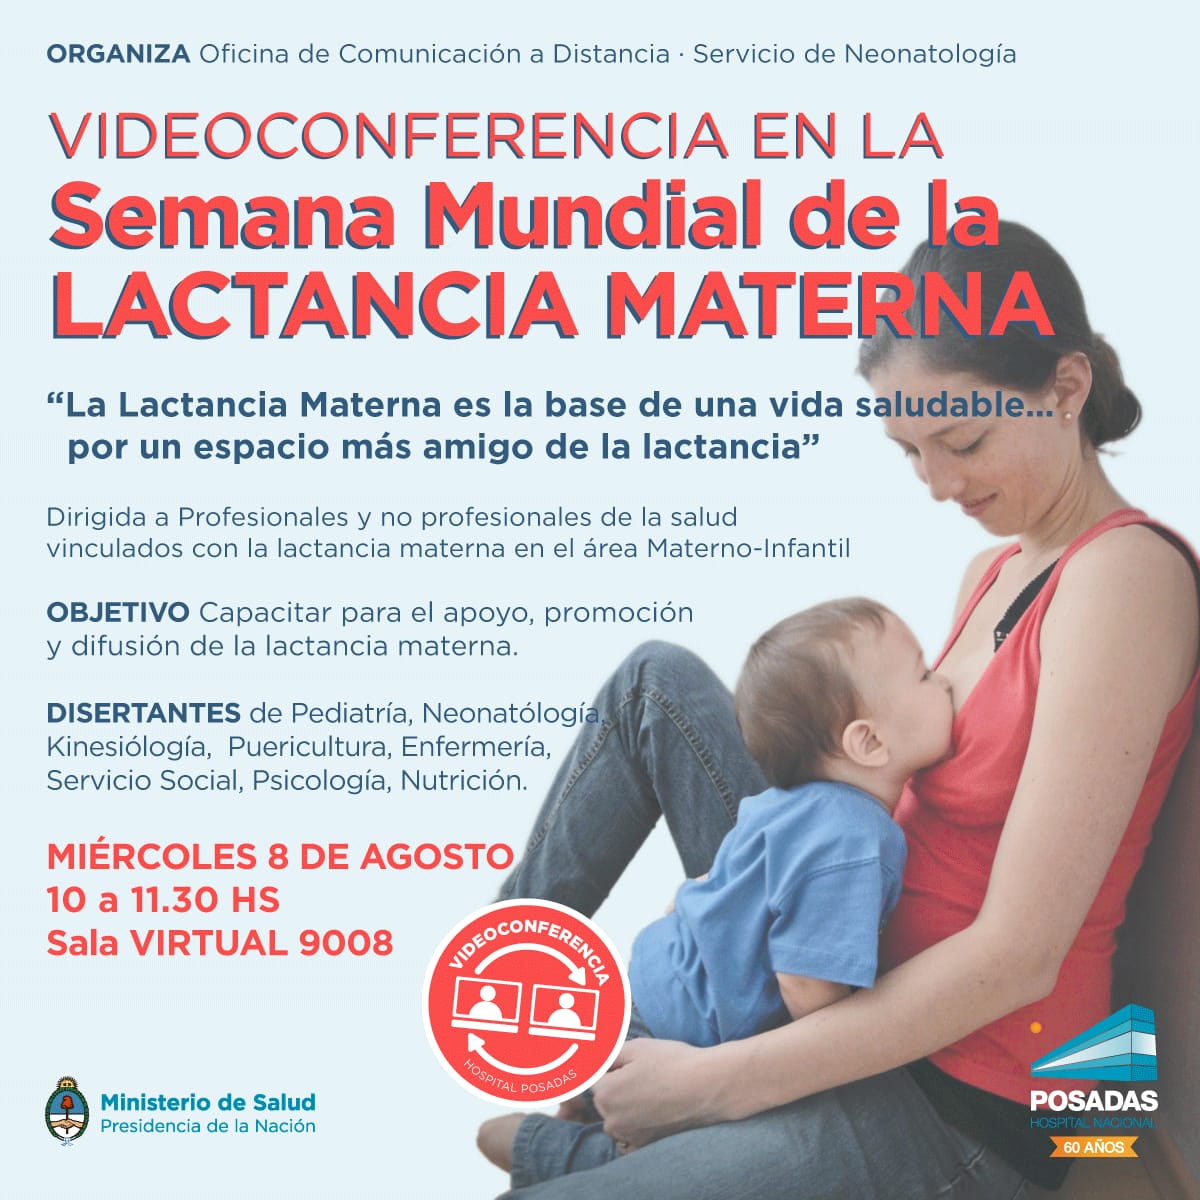 ORGANIZA Oficina de Comunicación a Distancia · Servicio de Neonatología
VIDEOCONFERENCIA EN LA
Semana Mundial de la
LACTANCIA MATERNA
“La Lactancia Materna es la base de una vida saludable...
por un espacio más amigo de la lactancia”
Dirigida a Profesionales y no profesionales de la salud
vinculados con la lactancia materna en el área Materno-Infantil
OBJETIVO Capacitar para el apoyo, promoción
y difusión de la lactancia materna.
DISERTANTES de Pediatría, Neonatólogía,
Kinesiólogía, Puericultura, Enfermería,
Servicio Social, Psicología, Nutrición.
MIÉRCOLES 8 DE AGOSTO
10 a 11.30 HS
Sala VIRTUAL 9008
VIDEOCONFERENCIA
HOSPITAL POSADAS
Ministerio de Salud
Presidencia de la Nación
POSADAS
HOSPITAL NACIONAL
60 AÑOS